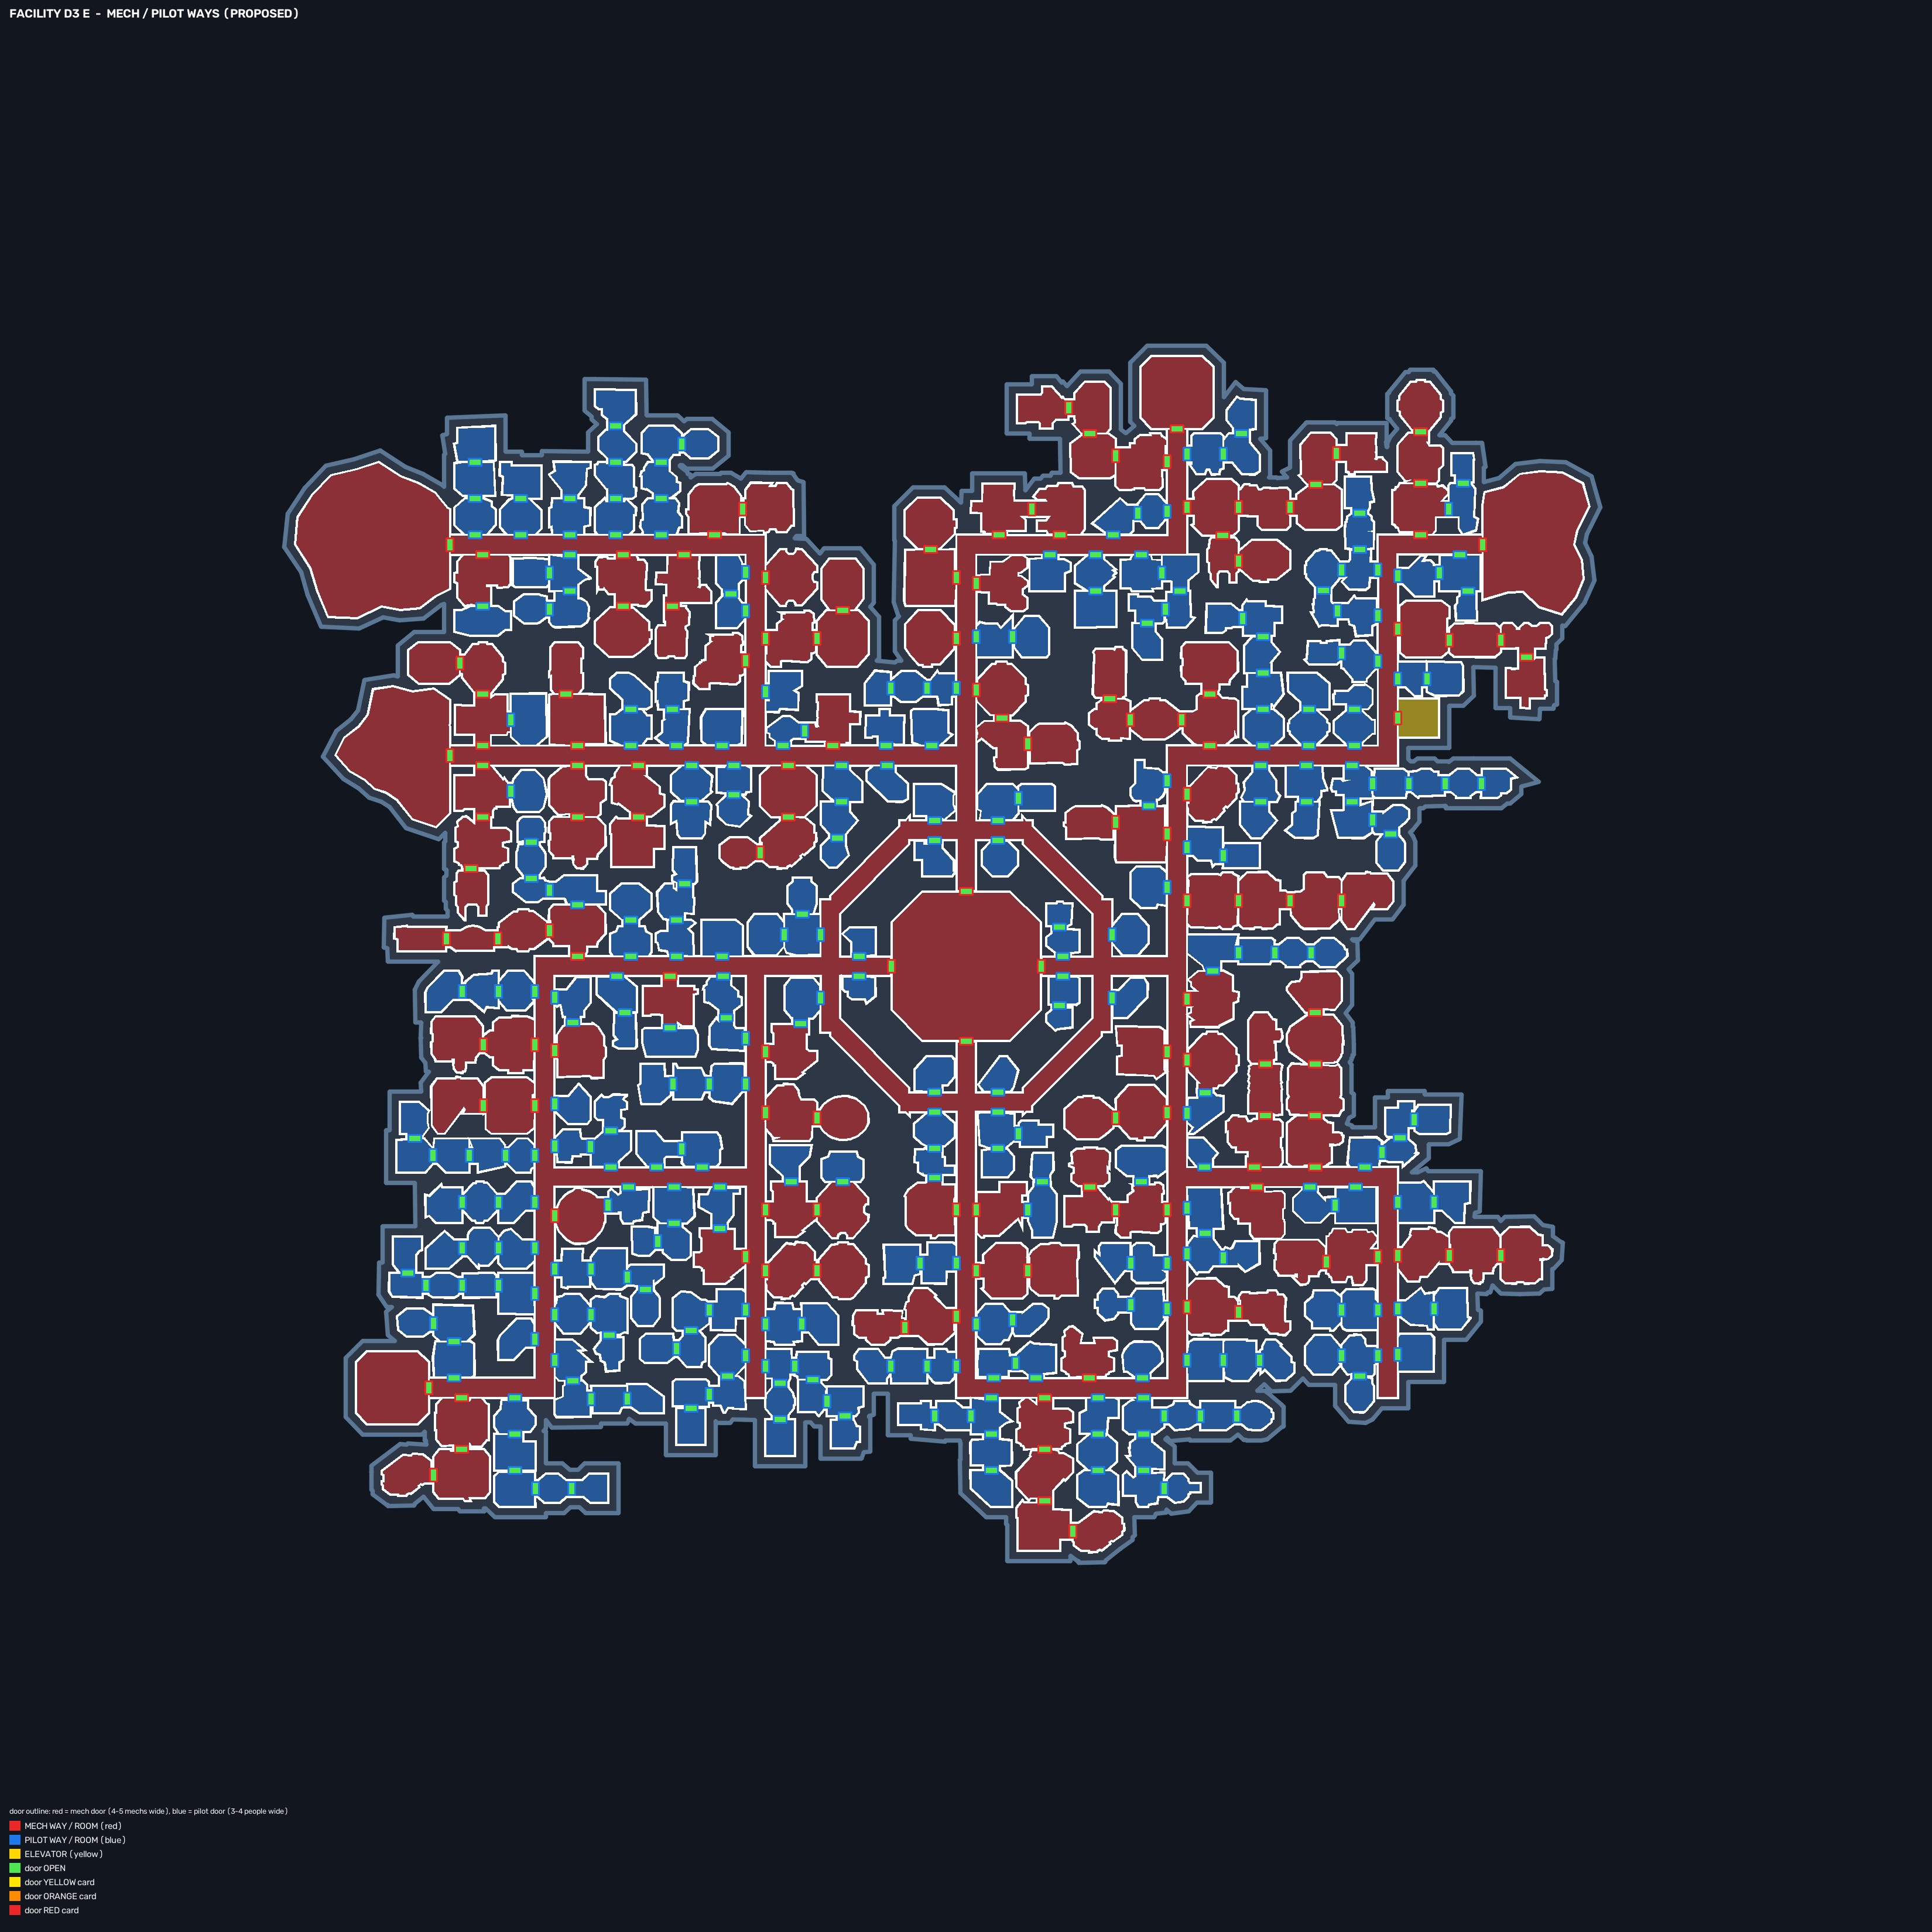 FACILITY D3 E - MECH / PILOT WAYS (PROPOSED)
door outline: red = mech door (4-5 mechs wide), blue = pilot door (3-4 people wide)
MECH WAY / ROOM (red)
PILOT WAY / ROOM (blue)
ELEVATOR (yellow)
door OPEN
door YELLOW card
door ORANGE card
door RED card